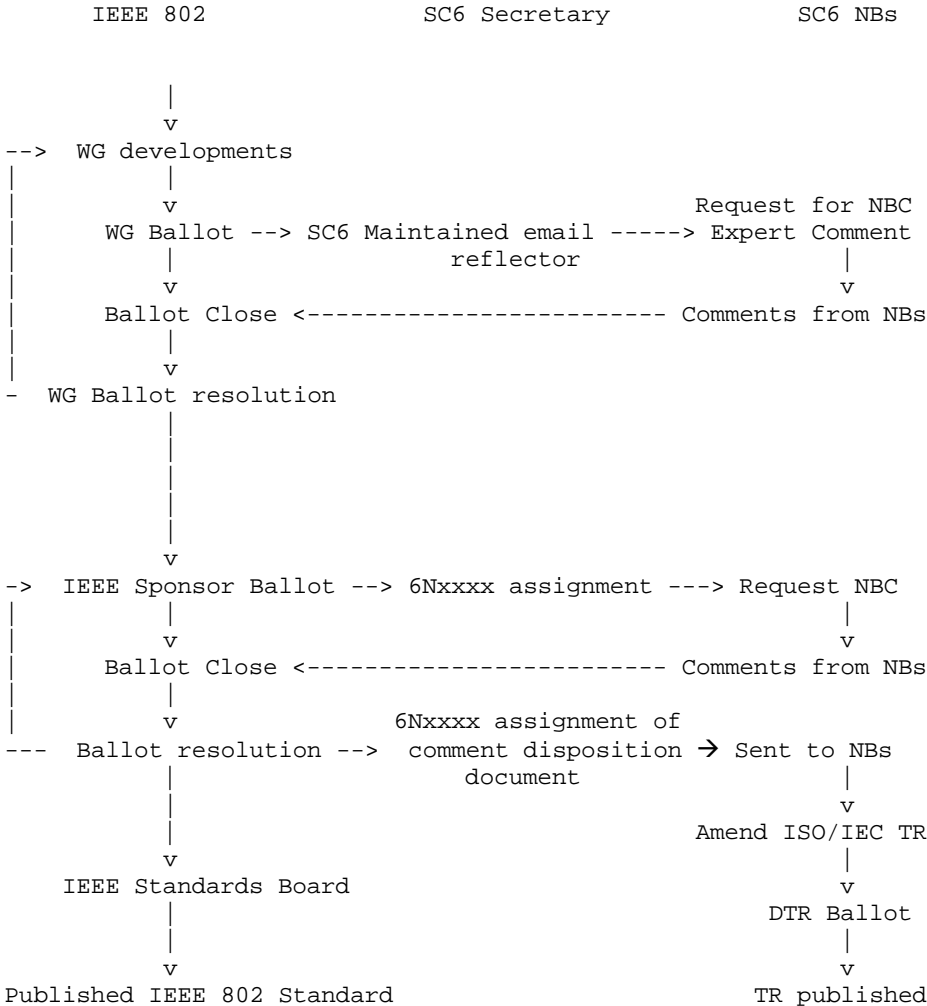 IEEE 802 SC6 Secretary SC6 NBs
|
v
--> WG developments
| |
| v Request for NBC
| WG Ballot --> SC6 Maintained email -----> Expert Comment
| | reflector |
| v v
| Ballot Close <------------------------- Comments from NBs
| |
| v
- WG Ballot resolution
|
|
|
|
|
v
-> IEEE Sponsor Ballot --> 6Nxxxx assignment ---> Request NBC
| | |
| v v
| Ballot Close <------------------------- Comments from NBs
| |
| v 6Nxxxx assignment of
--- Ballot resolution --> comment disposition → Sent to NBs
| document |
| v
| Amend ISO/IEC TR
v |
IEEE Standards Board v
| DTR Ballot
| |
v v
Published IEEE 802 Standard TR published